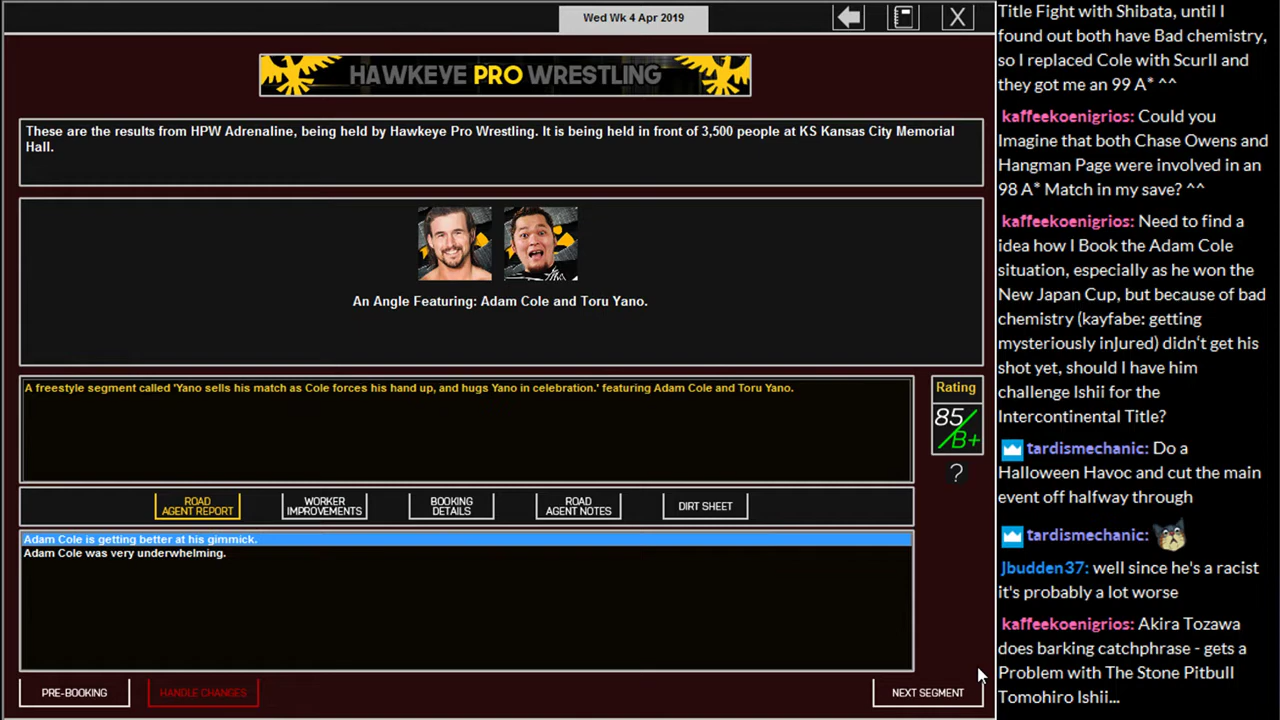 Wed Wk 4 Apr 2019
HAWKEYE PRO WRESTLING
These are the results from HPW Adrenaline, being held by Hawkeye Pro Wrestling. It is being held in front of 3,500 people at KS Kansas City Memorial
Hall.
An Angle Featuring: Adam Cole and Toru Yano.
A freestyle segment called 'Yano sells his match as Cole forces his hand up, and hugs Yano in celebration.' featuring Adam Cole and Toru Yano.
Rating
85/B+
?
ROAD
AGENT REPORT
WORKER
IMPROVEMENTS
BOOKING
DETAILS
ROAD
AGENT NOTES
DIRT SHEET
Adam Cole is getting better at his gimmick.
Adam Cole was very underwhelming.
PRE-BOOKING
HANDLE CHANGES
NEXT SEGMENT
Title Fight with Shibata, until I
found out both have Bad chemistry,
so I replaced Cole with Scurll and
they got me an 99 A* ^^
kaffeekoenigrios: Could you
Imagine that both Chase Owens and
Hangman Page were involved in an
98 A* Match in my save? ^^
kaffeekoenigrios: Need to find a
idea how I Book the Adam Cole
situation, especially as he won the
New Japan Cup, but because of bad
chemistry (kayfabe: getting
mysteriously inJured) didn't get his
shot yet, should I have him
challenge Ishii for the
Intercontinental Title?
tardismechanic: Do a
Halloween Havoc and cut the main
event off halfway through
tardismechanic:
Jbudden37: well since he's a racist
it's probably a lot worse
kaffeekoenigrios: Akira Tozawa
does barking catchphrase - gets a
Problem with The Stone Pitbull
Tomohiro Ishii...